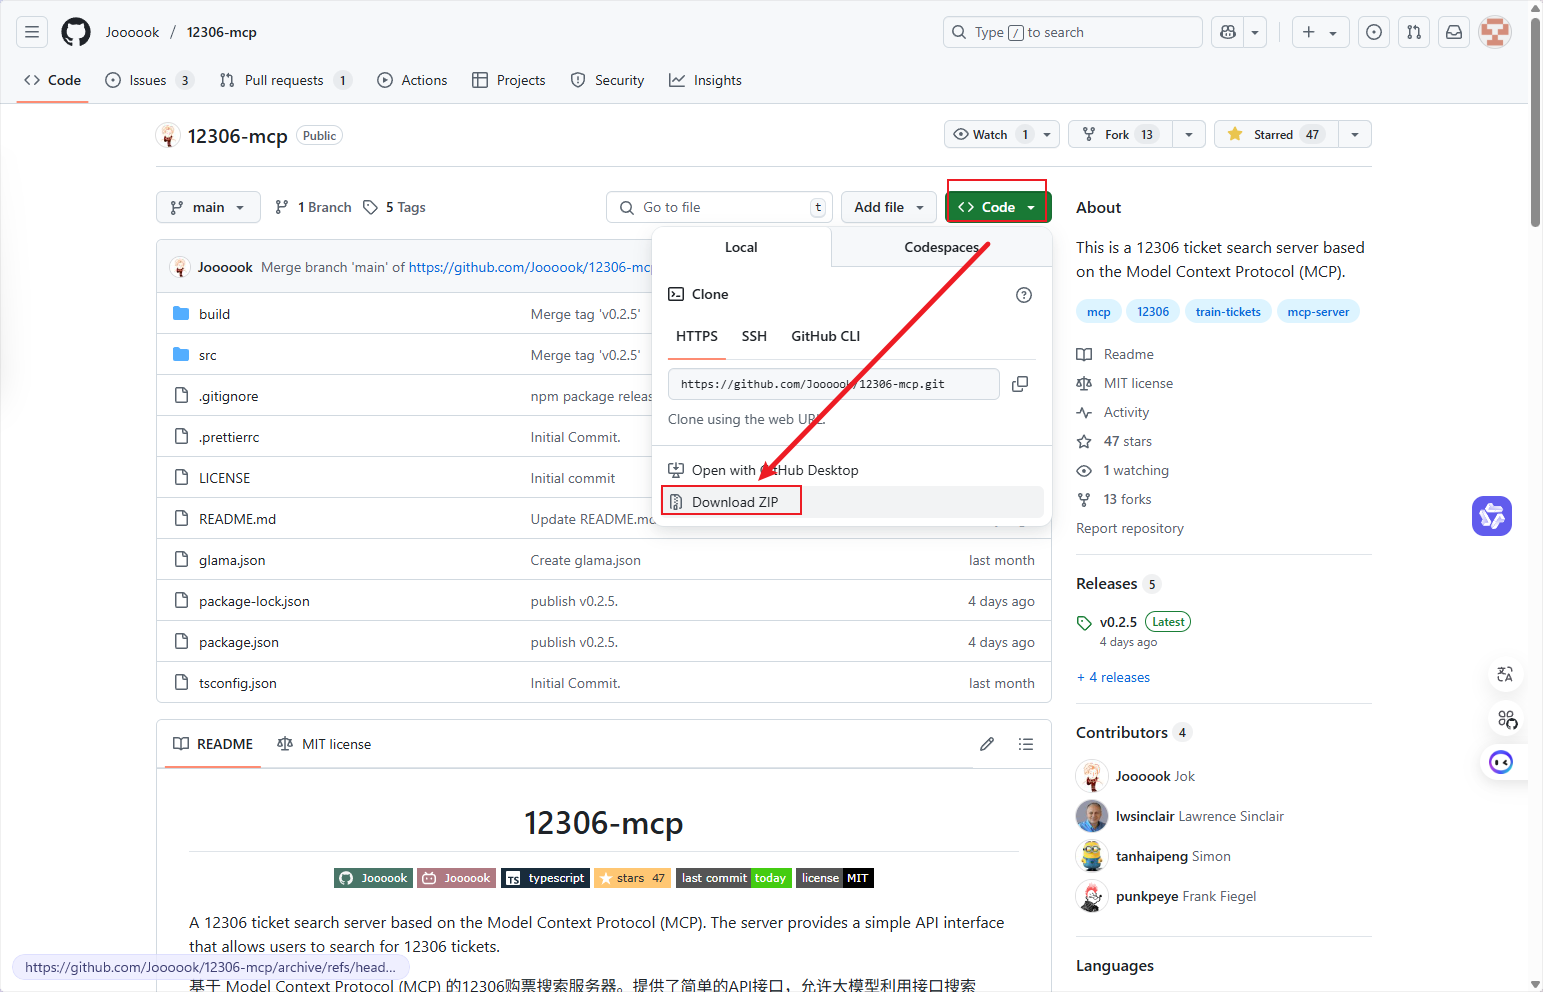 Joooook / 12306-mcp
Type / to search
Code
Issues 3
Pull requests 1
Actions
Projects
Security
Insights
12306-mcp Public
Watch 1
Fork 13
Starred 47
main
1 Branch
5 Tags
Go to file t
Add file
Code
Local
Codespaces
Clone
HTTPS
SSH
GitHub CLI
https://github.com/Joooook/12306-mcp.git
Clone using the web URL.
Open with GitHub Desktop
Download ZIP
Joooook Merge branch 'main' of https://github.com/Joooook/12306-mcp
build Merge tag 'v0.2.5'
src Merge tag 'v0.2.5'
.gitignore npm package releas
.prettierrc Initial Commit.
LICENSE Initial commit
README.md Update README.md
glama.json Create glama.json last month
package-lock.json publish v0.2.5. 4 days ago
package.json publish v0.2.5. 4 days ago
tsconfig.json Initial Commit. last month
README
MIT license
12306-mcp
Joooook
Joooook
TS typescript
stars 47
last commit today
license MIT
A 12306 ticket search server based on the Model Context Protocol (MCP). The server provides a simple API interface
that allows users to search for 12306 tickets.
基于 Model Context Protocol (MCP) 的12306购票搜索服务器。提供了简单的API接口，允许大模型利用接口搜索
https://github.com/Joooook/12306-mcp/archive/refs/head...
About
This is a 12306 ticket search server based
on the Model Context Protocol (MCP).
mcp 12306 train-tickets mcp-server
Readme
MIT license
Activity
47 stars
1 watching
13 forks
Report repository
Releases 5
v0.2.5 Latest
4 days ago
+ 4 releases
Contributors 4
Joooook Jok
lwsinclair Lawrence Sinclair
tanhaipeng Simon
punkpeye Frank Fiegel
Languages